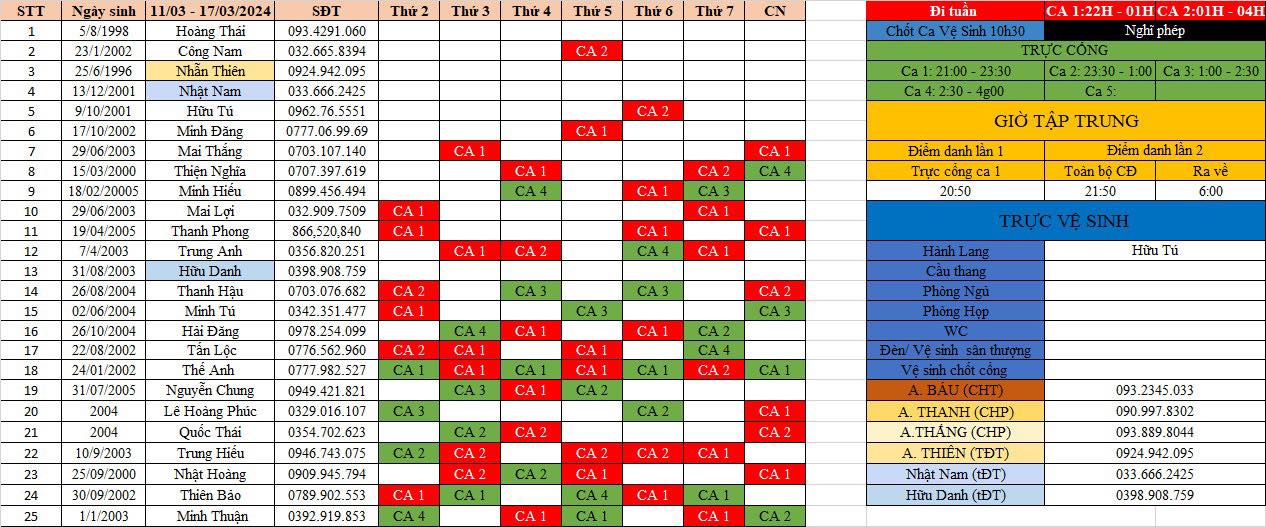 STT Ngày sinh 11/03 - 17/03/2024 SĐT Thứ 2 Thứ 3 Thứ 4 Thứ 5 Thứ 6 Thứ 7 CN Đi tuần CA 1:22H - 01H CA 2:01H - 04H
1 5/8/1998 Hoàng Thái 093.4291.060 Chốt Ca Vệ Sinh 10h30 Nghĩ phép
2 23/1/2002 Công Nam 032.665.8394 CA 2 TRỰC CỔNG
3 25/6/1996 Nhẫn Thiên 0924.942.095 Ca 1: 21:00 - 23:30 Ca 2: 23:30 - 1:00 Ca 3: 1:00 - 2:30
4 13/12/2001 Nhật Nam 033.666.2425 Ca 4: 2:30 - 4g00 Ca 5:
5 9/10/2001 Hữu Tú 0962.76.5551 CA 2 GIỜ TẬP TRUNG
6 17/10/2002 Minh Đăng 0777.06.99.69 CA 1
7 29/06/2003 Mai Thắng 0703.107.140 CA 1 CA 1 Điểm danh lần 1 Điểm danh lần 2
8 15/03/2000 Thiện Nghĩa 0707.397.619 CA 1 CA 2 CA 4 Trực cổng ca 1 Toàn bộ CĐ Ra về
9 18/02/20005 Minh Hiếu 0899.456.494 CA 4 CA 1 CA 3 20:50 21:50 6:00
10 29/06/2003 Mai Lợi 032.909.7509 CA 1 CA 1 TRỰC VỆ SINH
11 19/04/2005 Thanh Phong 866,520,840 CA 1 CA 1 CA 1
12 7/4/2003 Trung Anh 0356.820.251 CA 1 CA 2 CA 4 CA 1 Hành Lang Hữu Tú
13 31/08/2003 Hữu Danh 0398.908.759 Cầu thang
14 26/08/2004 Thanh Hậu 0703.076.682 CA 2 CA 3 CA 3 CA 2 Phòng Ngủ
15 02/06/2004 Minh Tú 0342.351.477 CA 1 CA 3 CA 3 Phòng Họp
16 26/10/2004 Hải Đăng 0978.254.099 CA 4 CA 1 CA 1 CA 2 WC
17 22/08/2002 Tấn Lộc 0776.562.960 CA 2 CA 1 CA 1 CA 4 Đèn/ Vệ sinh sân thượng
18 24/01/2002 Thế Anh 0777.982.527 CA 1 CA 1 CA 1 CA 1 CA 1 CA 2 CA 1 Vệ sinh chốt cổng
19 31/07/2005 Nguyễn Chung 0949.421.821 CA 3 CA 1 CA 2 A. BÁU (CHT) 093.2345.033
20 2004 Lê Hoàng Phúc 0329.016.107 CA 3 CA 2 CA 1 A. THANH (CHP) 090.997.8302
21 2004 Quốc Thái 0354.702.623 CA 2 CA 2 CA 2 A.THẮNG (CHP) 093.889.8044
22 10/9/2003 Trung Hiếu 0946.743.075 CA 2 CA 2 CA 2 CA 2 CA 1 A. THIÊN (TĐT) 0924.942.095
23 25/09/2000 Nhật Hoàng 0909.945.794 CA 2 CA 2 CA 1 CA 1 Nhật Nam (tĐT) 033.666.2425
24 30/09/2002 Thiên Bảo 0789.902.553 CA 1 CA 1 CA 4 CA 1 CA 1 Hữu Danh (tĐT) 0398.908.759
25 1/1/2003 Minh Thuận 0392.919.853 CA 4 CA 1 CA 1 CA 1 CA 2